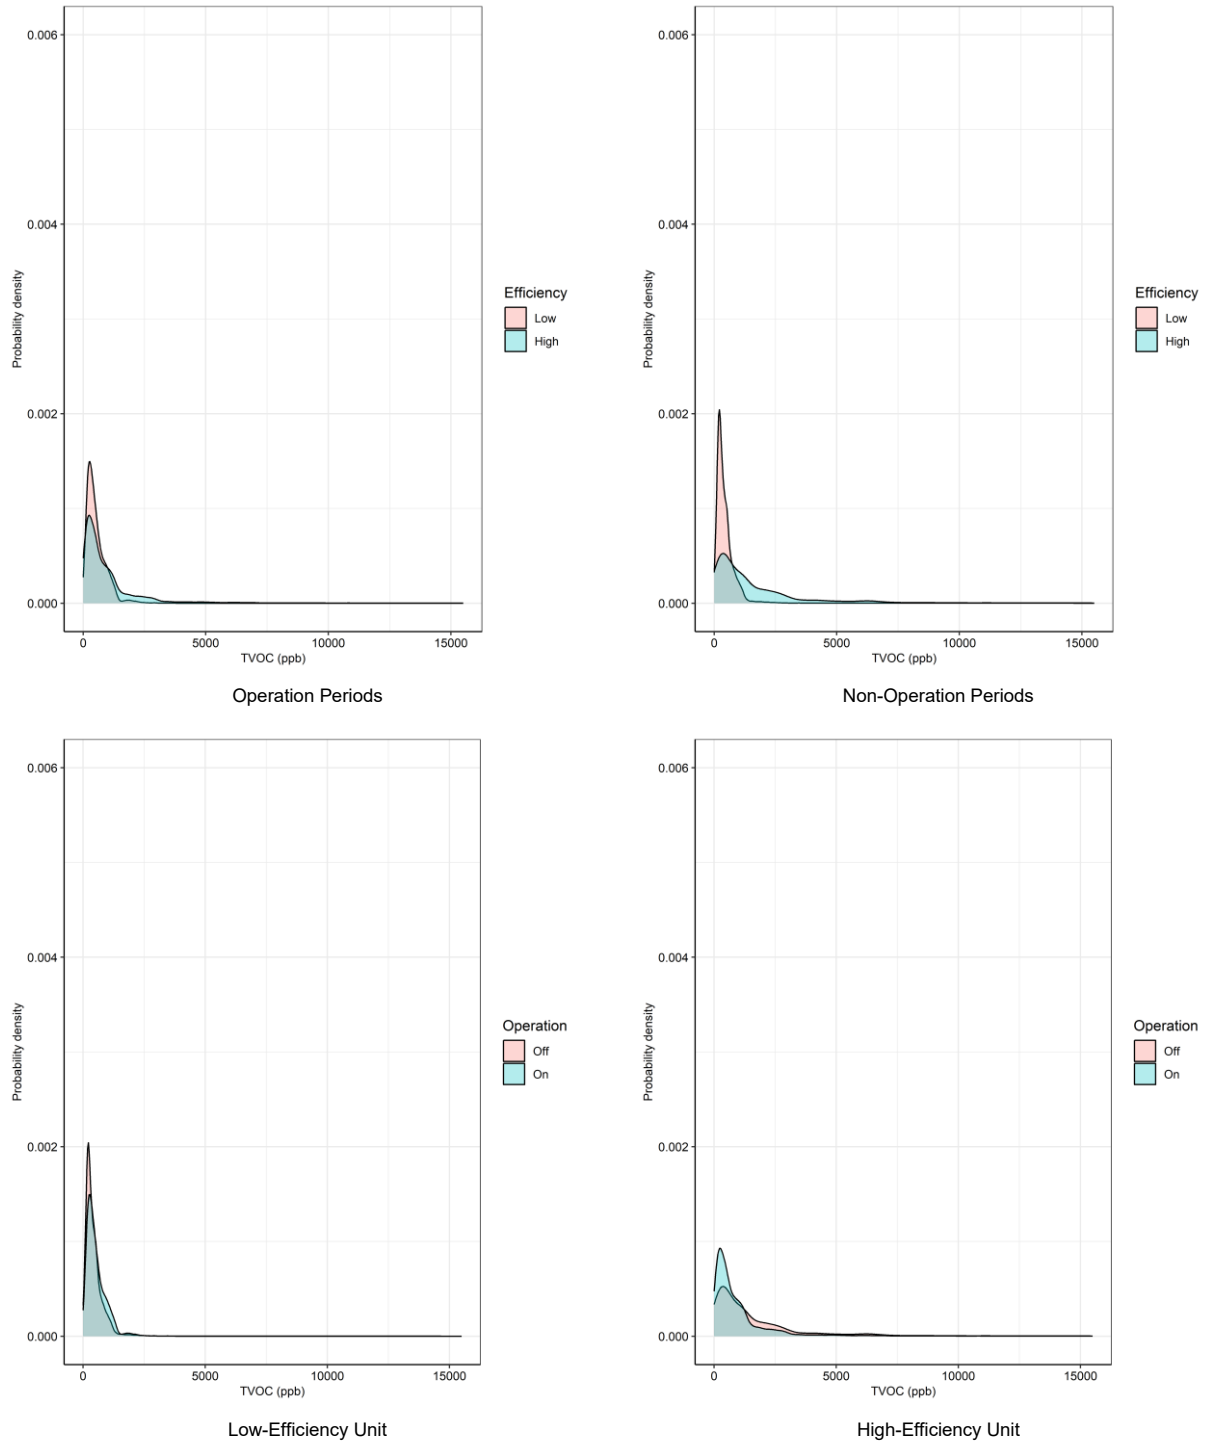 0.006
0.004
0.002
0.000
Probability density
0 5000 10000 15000
TVOC (ppb)
Efficiency
Low
High
Operation Periods
0.006
0.004
0.002
0.000
Probability density
0 5000 10000 15000
TVOC (ppb)
Efficiency
Low
High
Non-Operation Periods
0.006
0.004
0.002
0.000
Probability density
0 5000 10000 15000
TVOC (ppb)
Operation
Off
On
Low-Efficiency Unit
0.006
0.004
0.002
0.000
Probability density
0 5000 10000 15000
TVOC (ppb)
Operation
Off
On
High-Efficiency Unit